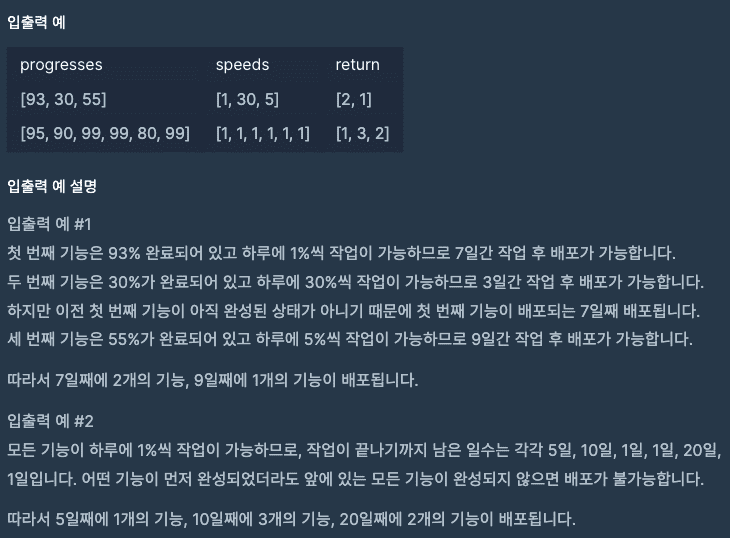 입출력 예
progresses speeds return
[93, 30, 55] [1, 30, 5] [2, 1]
[95, 90, 99, 99, 80, 99] [1, 1, 1, 1, 1, 1] [1, 3, 2]
입출력 예 설명
입출력 예 #1
첫 번째 기능은 93% 완료되어 있고 하루에 1%씩 작업이 가능하므로 7일간 작업 후 배포가 가능합니다.
두 번째 기능은 30%가 완료되어 있고 하루에 30%씩 작업이 가능하므로 3일간 작업 후 배포가 가능합니다.
하지만 이전 첫 번째 기능이 아직 완성된 상태가 아니기 때문에 첫 번째 기능이 배포되는 7일째 배포됩니다.
세 번째 기능은 55%가 완료되어 있고 하루에 5%씩 작업이 가능하므로 9일간 작업 후 배포가 가능합니다.
따라서 7일째에 2개의 기능, 9일째에 1개의 기능이 배포됩니다.
입출력 예 #2
모든 기능이 하루에 1%씩 작업이 가능하므로, 작업이 끝나기까지 남은 일수는 각각 5일, 10일, 1일, 1일, 20일,
1일입니다. 어떤 기능이 먼저 완성되었더라도 앞에 있는 모든 기능이 완성되지 않으면 배포가 불가능합니다.
따라서 5일째에 1개의 기능, 10일째에 3개의 기능, 20일째에 2개의 기능이 배포됩니다.